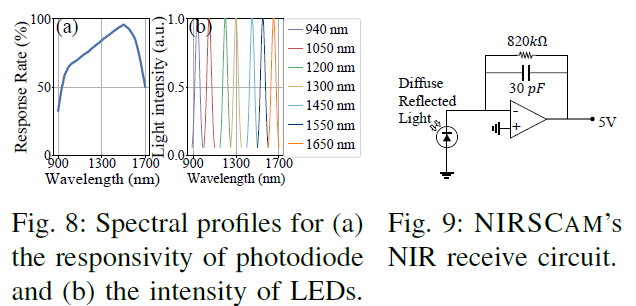 (a)
Response Rate (%)
100
50
0
900 1300 1700
Wavelength (nm)
(b)
Light intensity (a.u.)
1.0
0.5
0.0
900 1300 1700
Wavelength (nm)
940 nm
1050 nm
1200 nm
1300 nm
1450 nm
1550 nm
1650 nm
820kΩ
30 pF
Diffuse
Reflected
Light
-
+
5V
Fig. 8: Spectral profiles for (a)
the responsivity of photodiode
and (b) the intensity of LEDs.
Fig. 9: NIRSCAM's
NIR receive circuit.